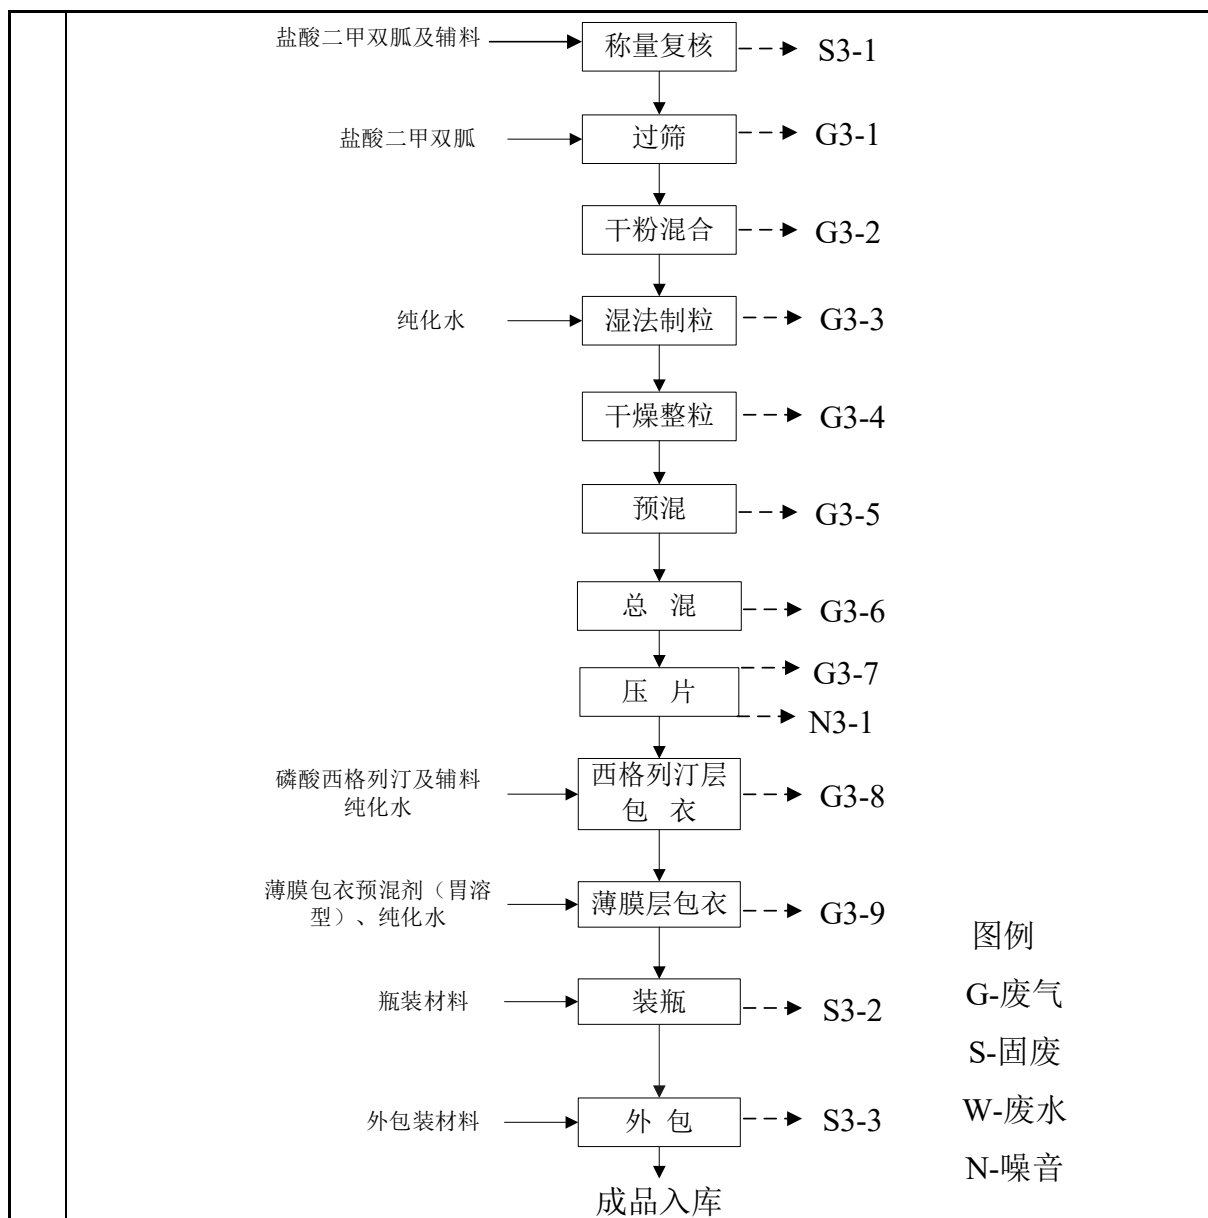 盐酸二甲双胍及辅料
称量复核
S3-1
盐酸二甲双胍
过筛
G3-1
干粉混合
G3-2
纯化水
湿法制粒
G3-3
干燥整粒
G3-4
预混
G3-5
总 混
G3-6
压 片
G3-7
N3-1
磷酸西格列汀及辅料
纯化水
西格列汀层
包 衣
G3-8
薄膜包衣预混剂（胃溶
型）、纯化水
薄膜层包衣
G3-9
瓶装材料
装瓶
S3-2
外包装材料
外 包
S3-3
成品入库
图例
G-废气
S-固废
W-废水
N-噪音